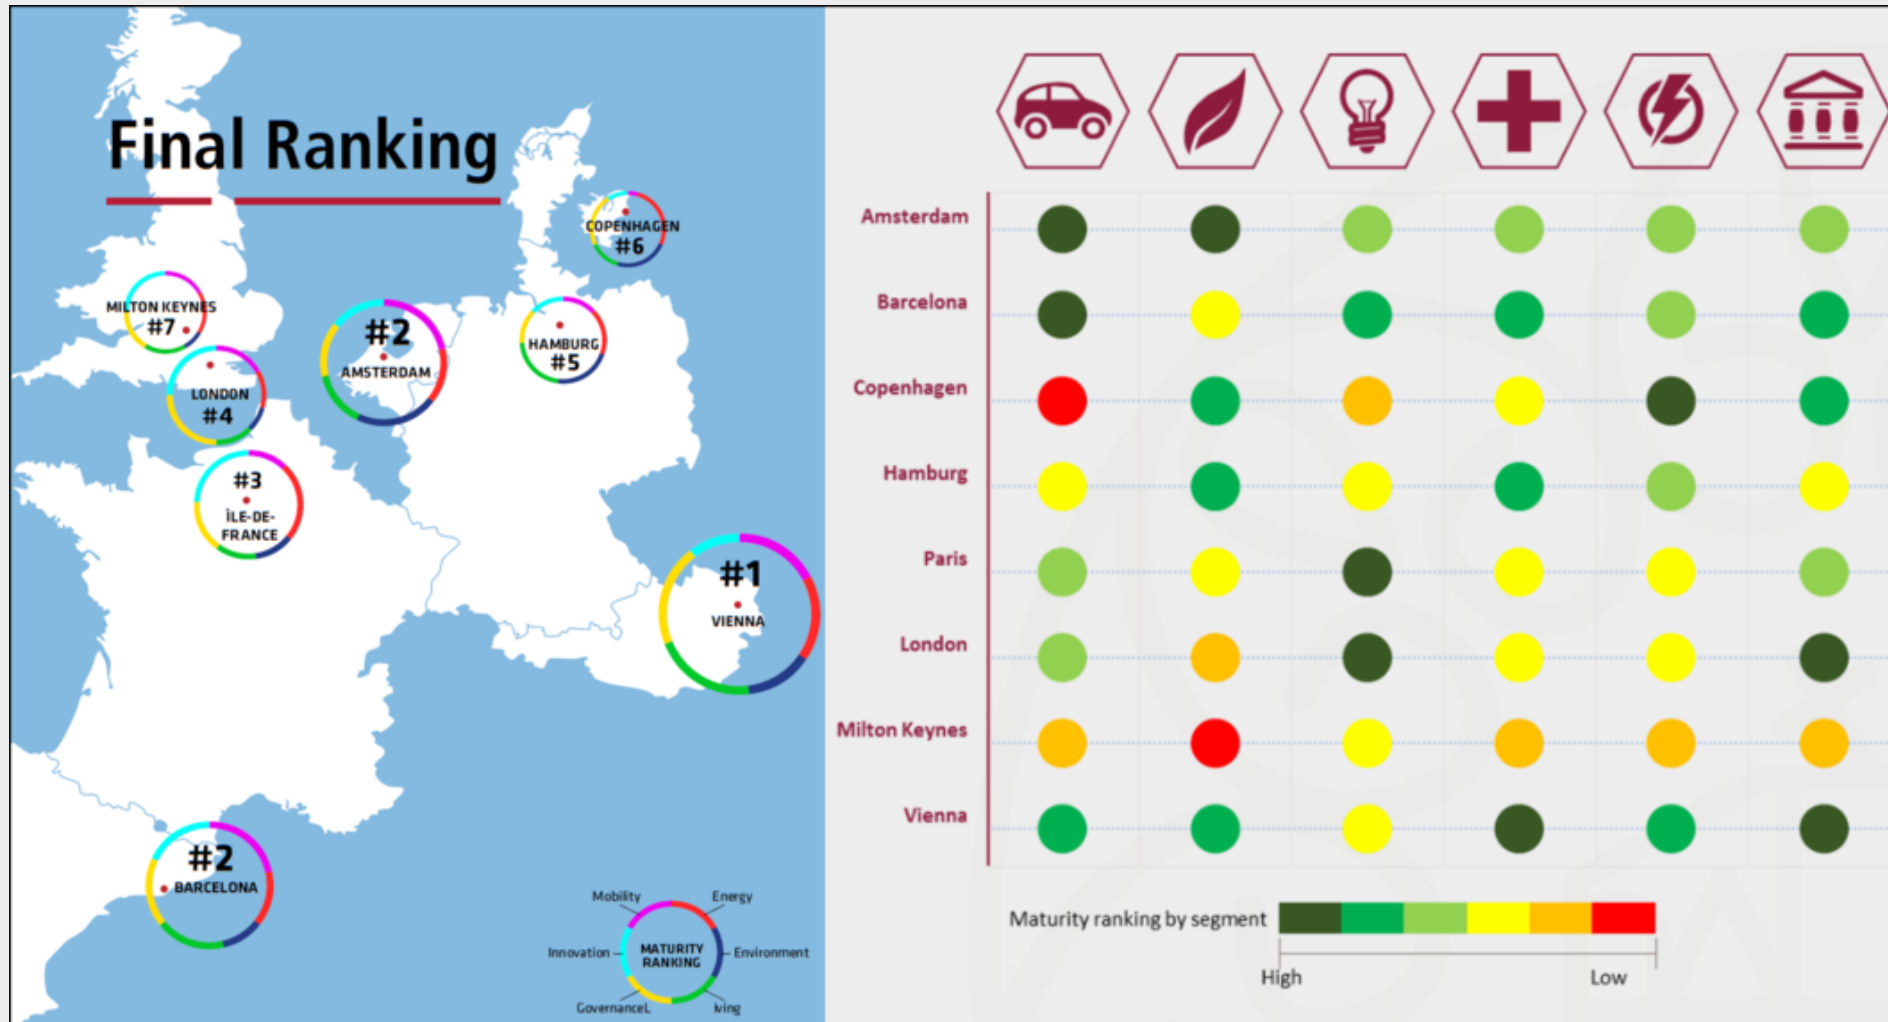 Final Ranking
COPENHAGEN
#6
MILTON KEYNES
#7
#2
AMSTERDAM
HAMBURG
#5
LONDON
#4
#3
ÎLE-DE-
FRANCE
#1
VIENNA
#2
BARCELONA
Mobility
Energy
Innovation
MATURITY
RANKING
Environment
GovernanceL
iving
Amsterdam
Barcelona
Copenhagen
Hamburg
Paris
London
Milton Keynes
Vienna
Maturity ranking by segment
High
Low